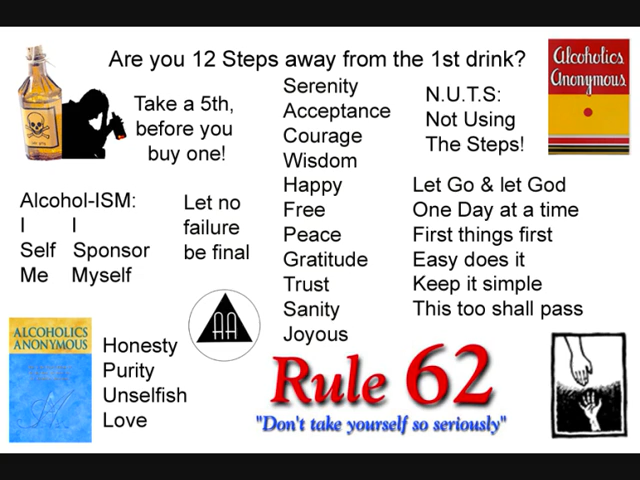 Are you 12 Steps away from the 1st drink?
Take a 5th,
before you
buy one!
Serenity
Acceptance
Courage
Wisdom
Happy
Free
Peace
Gratitude
Trust
Sanity
Joyous
N.U.T.S:
Not Using
The Steps!
Alcoholics
Anonymous
Alcohol-ISM:
I I
Self Sponsor
Me Myself
Let no
failure
be final
Let Go & let God
One Day at a time
First things first
Easy does it
Keep it simple
This too shall pass
AA
ALCOHOLICS
ANONYMOUS
Honesty
Purity
Unselfish
Love
Rule 62
"Don't take yourself so seriously"